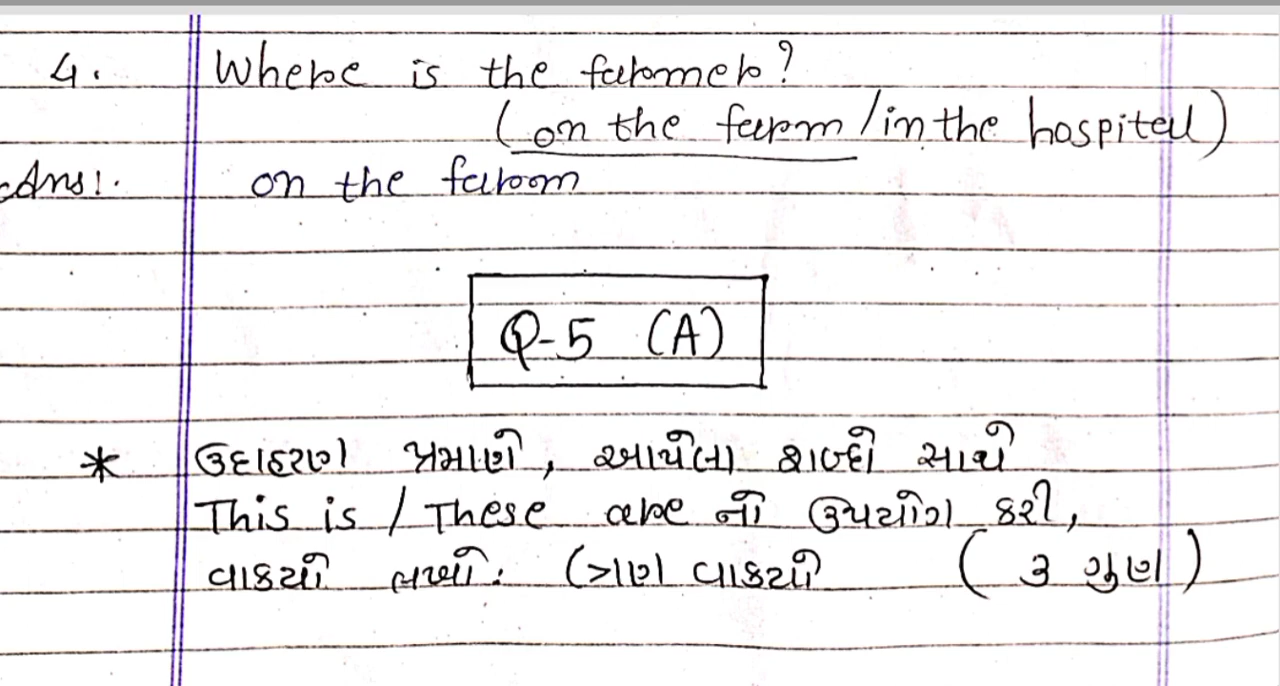 4. Where is the farmer?
(on the farm / in the hospital)
Ans:. on the farm
Q-5 (A)
* ઉદાહરણ પ્રમાણે, આપેલા શબ્દો સાથે
This is / These are નો ઉપયોગ કરી,
વાક્યો લખો: (ત્રણ વાક્યો (૩ ગુણ)